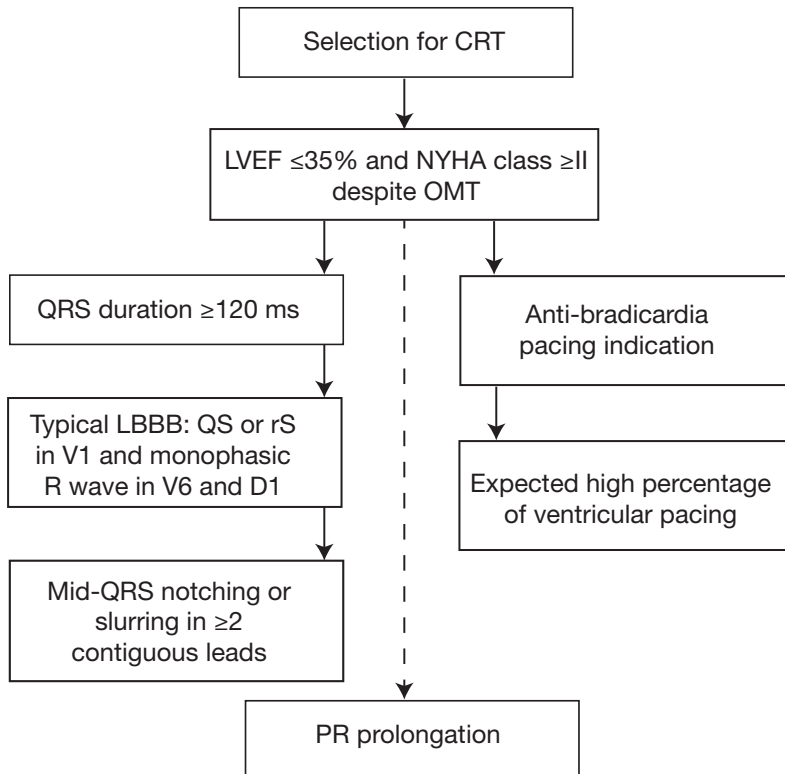 Selection for CRT
LVEF ≤35% and NYHA class ≥II
despite OMT
QRS duration ≥120 ms
Typical LBBB: QS or rS
in V1 and monophasic
R wave in V6 and D1
Mid-QRS notching or
slurring in ≥2
contiguous leads
Anti-bradicardia
pacing indication
Expected high percentage
of ventricular pacing
PR prolongation